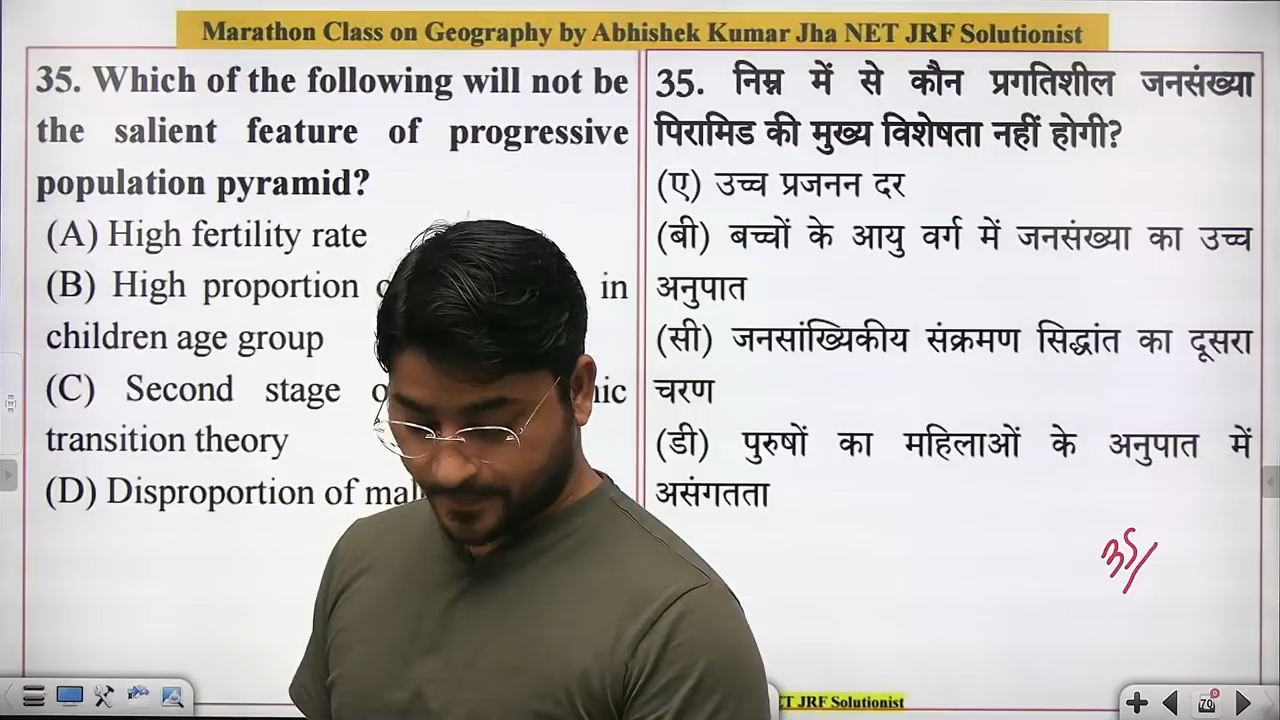 Marathon Class on Geography by Abhishek Kumar Jha NET JRF Solutionist
35. Which of the following will not be
the salient feature of progressive
population pyramid?
(A) High fertility rate
(B) High proportion in
children age group
(C) Second stage
transition theory
(D) Disproportion of
35. निम्न में से कौन प्रगतिशील जनसंख्या
पिरामिड की मुख्य विशेषता नहीं होगी?
(ए) उच्च प्रजनन दर
(बी) बच्चों के आयु वर्ग में जनसंख्या का उच्च
अनुपात
(सी) जनसांख्यिकीय संक्रमण सिद्धांत का दूसरा
चरण
(डी) पुरुषों का महिलाओं के अनुपात में
असंगतता
35/
JRF Solutionist
70